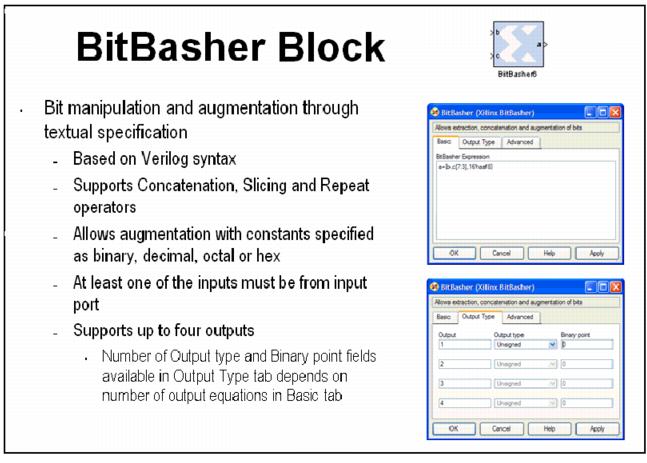 BitBasher Block
b
c
a
BitBasher6
Bit manipulation and augmentation through
textual specification
Based on Verilog syntax
Supports Concatenation, Slicing and Repeat
operators
Allows augmentation with constants specified
as binary, decimal, octal or hex
At least one of the inputs must be from input
port
Supports up to four outputs
Number of Output type and Binary point fields
available in Output Type tab depends on
number of output equations in Basic tab
BitBasher (Xilinx BitBasher)
Allows extraction, concatenation and augmentation of bits
Basic Output Type Advanced
BitBasher Expression
OK Cancel Help Apply
BitBasher (Xilinx BitBasher)
Allows extraction, concatenation and augmentation of bits
Basic Output Type Advanced
Output Output type Binary point
1 Unsigned 0
2 Unsigned 0
3 Unsigned 0
4 Unsigned 0
OK Cancel Help Apply